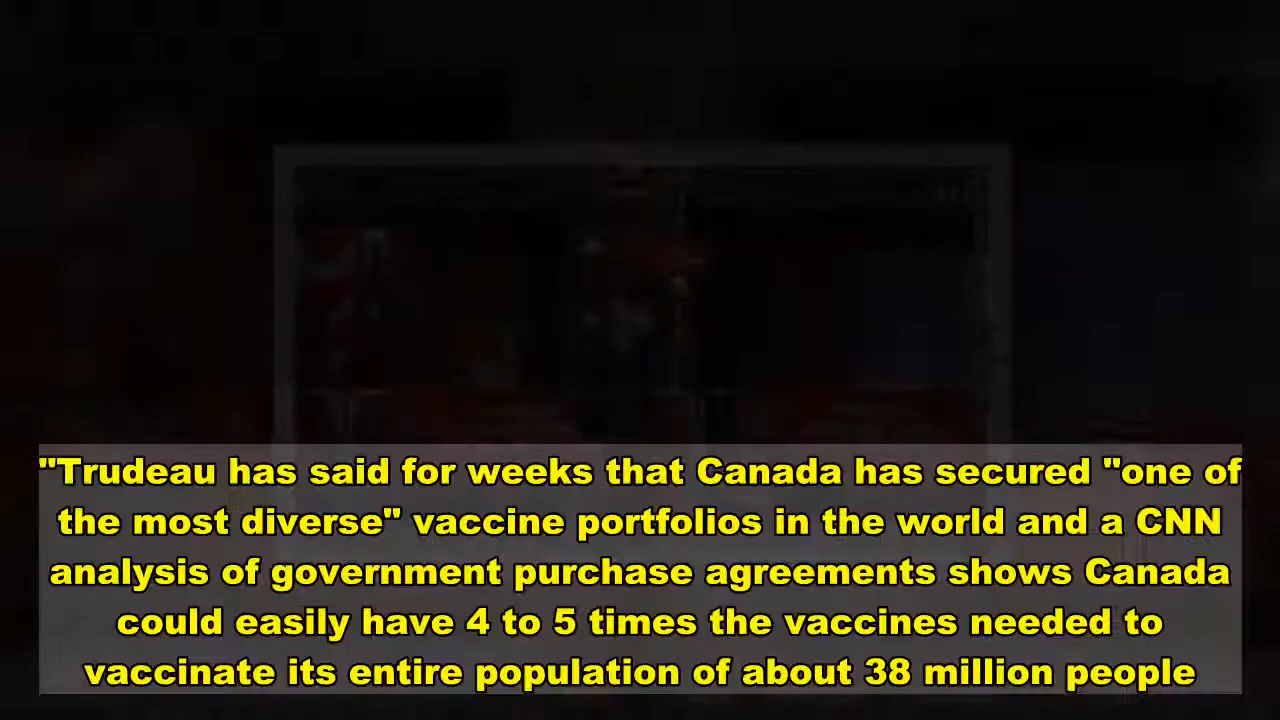 "Trudeau has said for weeks that Canada has secured "one of
the most diverse" vaccine portfolios in the world and a CNN
analysis of government purchase agreements shows Canada
could easily have 4 to 5 times the vaccines needed to
vaccinate its entire population of about 38 million people